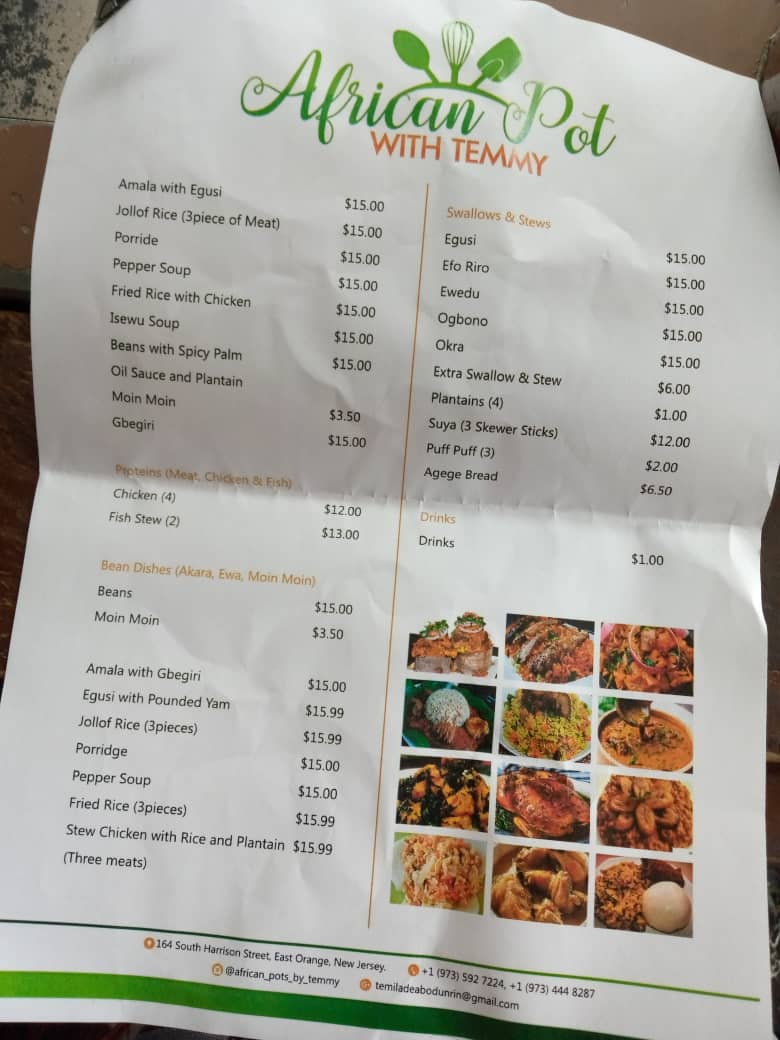 African Pot
WITH TEMMY
Amala with Egusi $15.00
Jollof Rice (3piece of Meat) $15.00
Porride $15.00
Pepper Soup $15.00
Fried Rice with Chicken $15.00
Isewu Soup $15.00
Beans with Spicy Palm $15.00
Oil Sauce and Plantain
Moin Moin $3.50
Gbegiri $15.00
Proteins (Meat, Chicken & Fish)
Chicken (4) $12.00
Fish Stew (2) $13.00
Bean Dishes (Akara, Ewa, Moin Moin)
Beans $15.00
Moin Moin $3.50
Amala with Gbegiri $15.00
Egusi with Pounded Yam $15.99
Jollof Rice (3pieces) $15.99
Porridge $15.00
Pepper Soup $15.00
Fried Rice (3pieces) $15.99
Stew Chicken with Rice and Plantain $15.99
(Three meats)
Swallows & Stews
Egusi $15.00
Efo Riro $15.00
Ewedu $15.00
Ogbono $15.00
Okra $15.00
Extra Swallow & Stew $6.00
Plantains (4) $1.00
Suya (3 Skewer Sticks) $12.00
Puff Puff (3) $2.00
Agege Bread $6.50
Drinks
Drinks $1.00
164 South Harrison Street, East Orange, New Jersey. +1 (973) 592 7224, +1 (973) 444 8287
@african_pots_by_temmy temiladeabodunrin@gmail.com